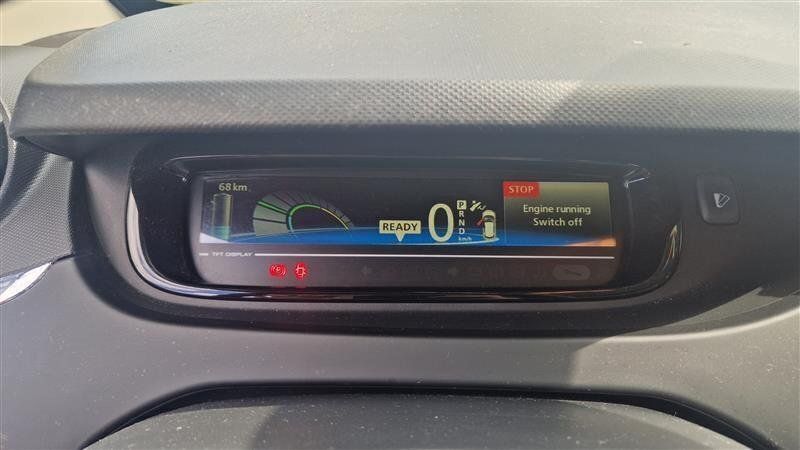 68 km
STOP
Engine running
Switch off
READY
0
km/h
P
R
N
D
TFT DISPLAY